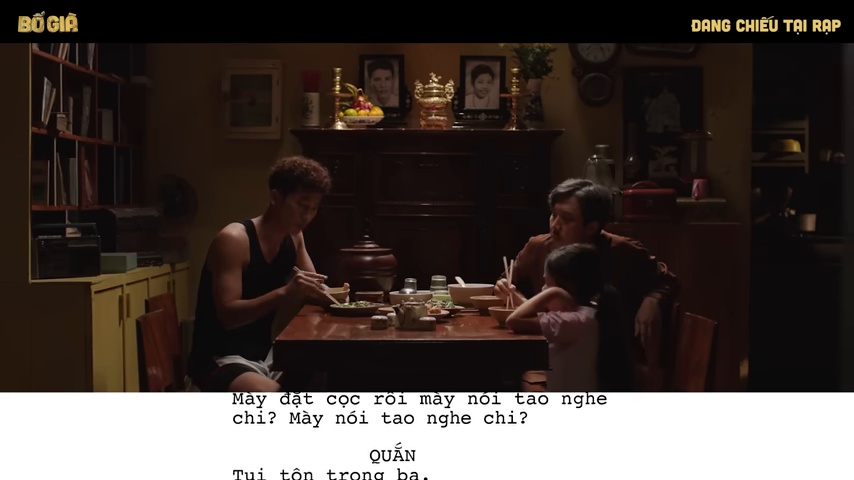 BỐ GIÀ
ĐANG CHIẾU TẠI RẠP
Mày đặt cọc rồi mày nói tao nghe
chi? Mày nói tao nghe chi?
QUẮN
Tui tôn trọng ba.